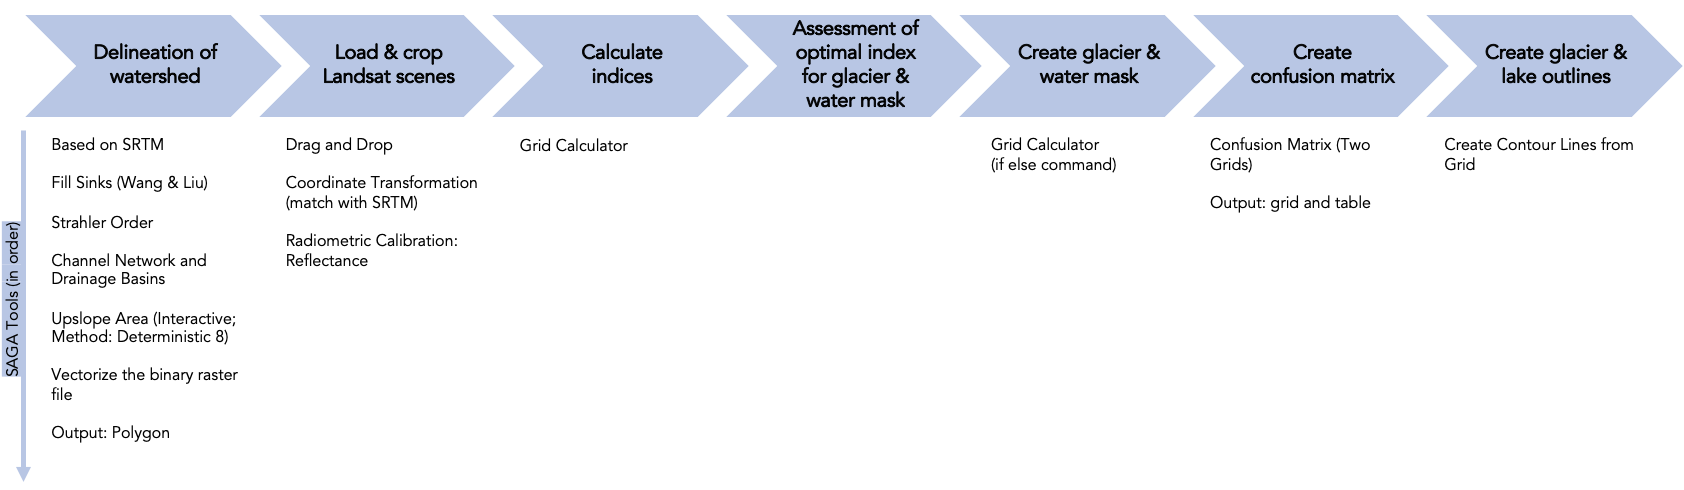 Delineation of
watershed
Load & crop
Landsat scenes
Calculate
indices
Assessment of
optimal index
for glacier &
water mask
Create glacier &
water mask
Create
confusion matrix
Create glacier &
lake outlines
SAGA Tools (in order)
Based on SRTM
Fill Sinks (Wang & Liu)
Strahler Order
Channel Network and
Drainage Basins
Upslope Area (Interactive;
Method: Deterministic 8)
Vectorize the binary raster
file
Output: Polygon
Drag and Drop
Coordinate Transformation
(match with SRTM)
Radiometric Calibration:
Reflectance
Grid Calculator
Grid Calculator
(if else command)
Confusion Matrix (Two
Grids)
Output: grid and table
Create Contour Lines from
Grid